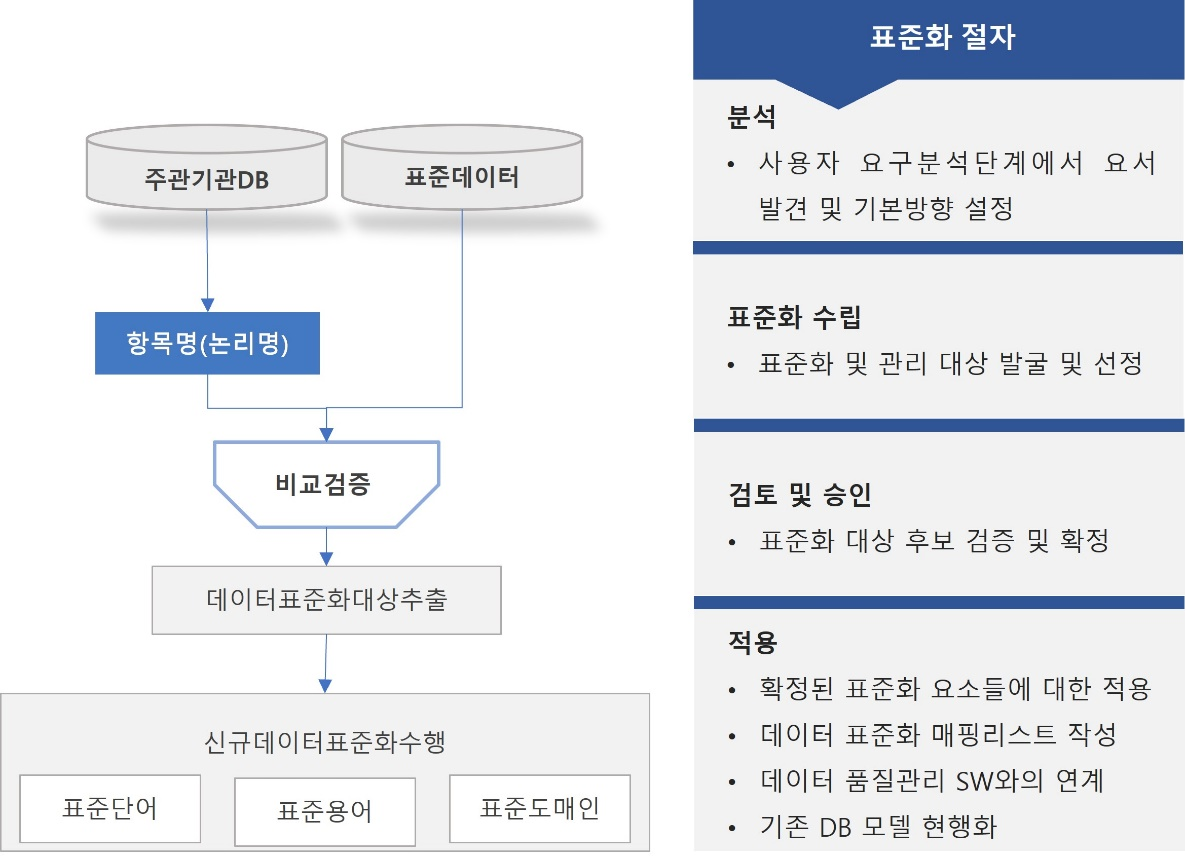 주관기관DB
표준데이터
항목명(논리명)
비교검증
데이터표준화대상추출
신규데이터표준화수행
표준단어
표준용어
표준도매인
표준화 절자
분석
• 사용자 요구분석단계에서 요서
발견 및 기본방향 설정
표준화 수립
• 표준화 및 관리 대상 발굴 및 선정
검토 및 승인
• 표준화 대상 후보 검증 및 확정
적용
• 확정된 표준화 요소들에 대한 적용
• 데이터 표준화 매핑리스트 작성
• 데이터 품질관리 SW와의 연계
• 기존 DB 모델 현행화